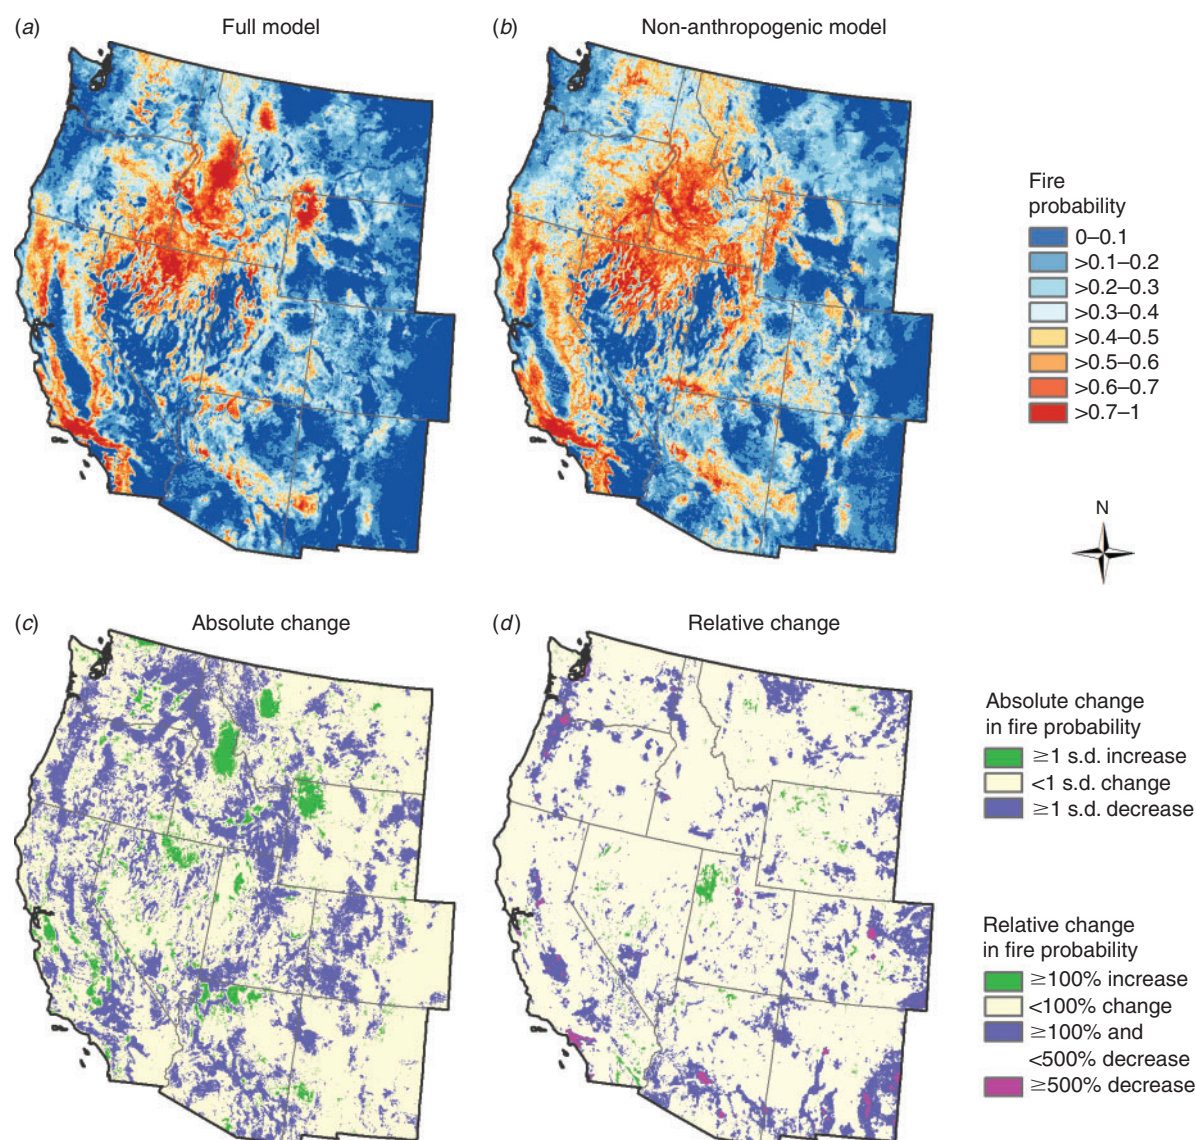 (a) Full model
(b) Non-anthropogenic model
Fire
probability
0–0.1
>0.1–0.2
>0.2–0.3
>0.3–0.4
>0.4–0.5
>0.5–0.6
>0.6–0.7
>0.7–1
N
(c) Absolute change
(d) Relative change
Absolute change
in fire probability
≥1 s.d. increase
<1 s.d. change
≥1 s.d. decrease
Relative change
in fire probability
≥100% increase
<100% change
≥100% and
<500% decrease
≥500% decrease